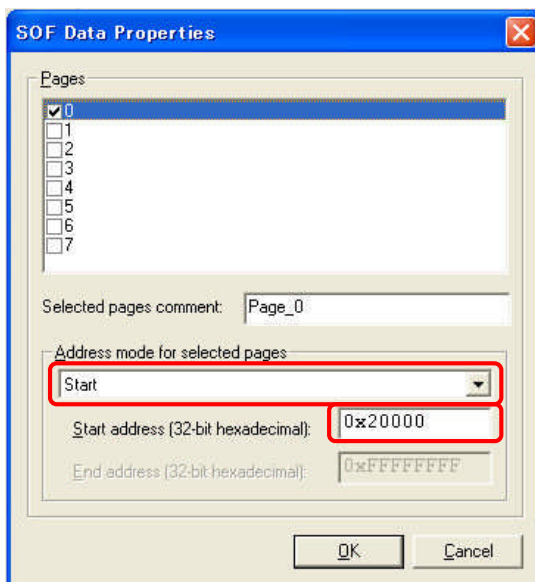 SOF Data Properties
Pages
0
1
2
3
4
5
6
7
Selected pages comment: Page_0
Address mode for selected pages
Start
Start address (32-bit hexadecimal): 0x20000
End address (32-bit hexadecimal): 0xFFFFFFFF
OK Cancel